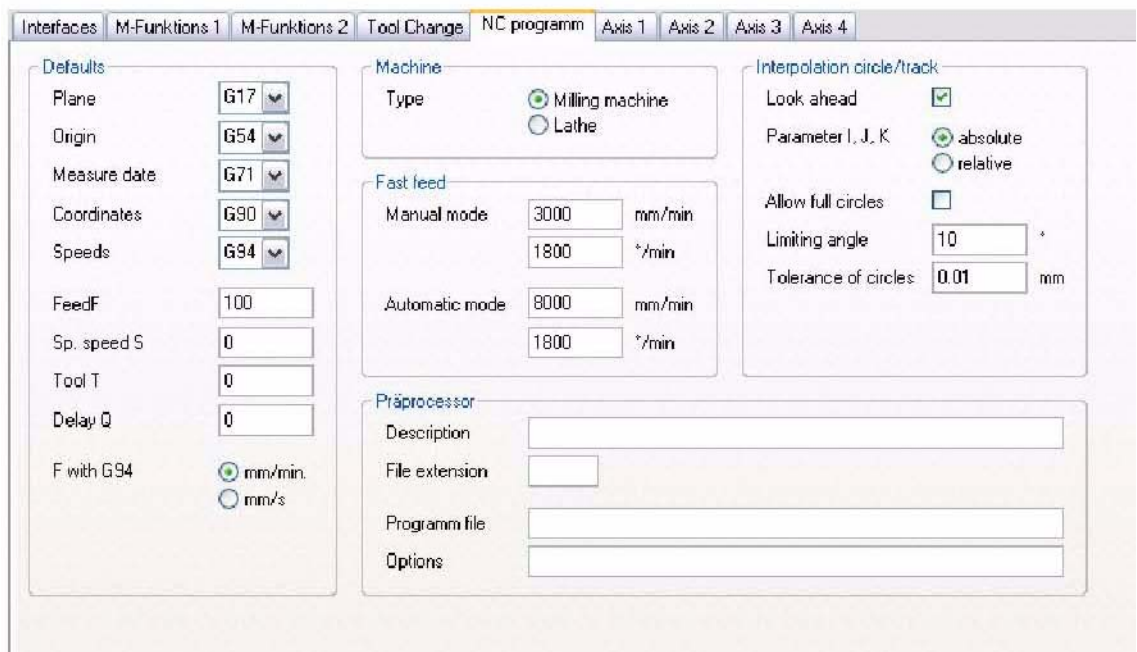 Interfaces M-Funktions 1 M-Funktions 2 Tool Change NC programm Axis 1 Axis 2 Axis 3 Axis 4
Defaults
Plane G17
Origin G54
Measure date G71
Coordinates G90
Speeds G94
FeedF 100
Sp. speed S 0
Tool T 0
Delay Q 0
F with G94 mm/min.
mm/s
Machine
Type Milling machine
Lathe
Fast feed
Manual mode 3000 mm/min
1800 °/min
Automatic mode 8000 mm/min
1800 °/min
Interpolation circle/track
Look ahead
Parameter I, J, K absolute
relative
Allow full circles
Limiting angle 10 °
Tolerance of circles 0.01 mm
Präprocessor
Description
File extension
Programm file
Options